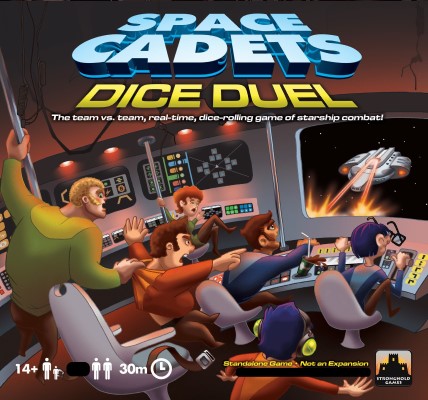 SPACE
CADETS
DICE DUEL
The team vs. team, real-time, dice-rolling game of starship combat!
14+ 30m
Standalone Game - Not an Expansion
STRONGHOLD
GAMES